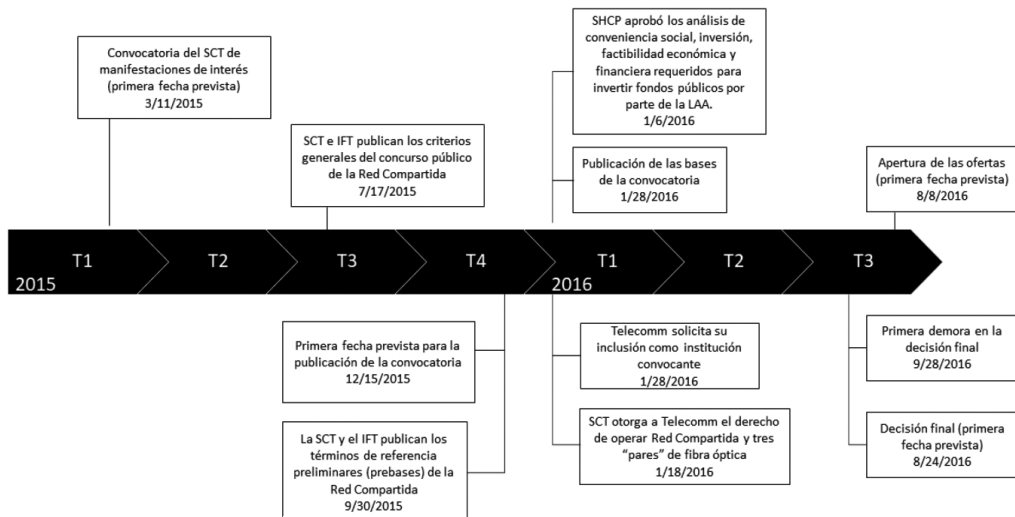 Convocatoria del SCT de
manifestaciones de interés
(primera fecha prevista)
3/11/2015
SCT e IFT publican los criterios
generales del concurso público
de la Red Compartida
7/17/2015
SHCP aprobó los análisis de
conveniencia social, inversión,
factibilidad económica y
financiera requeridos para
invertir fondos públicos por
parte de la LAA.
1/6/2016
Publicación de las bases
de la convocatoria
1/28/2016
Apertura de las ofertas
(primera fecha prevista)
8/8/2016
T1
T2
T3
T4
T1
T2
T3
2015
2016
Primera fecha prevista para la
publicación de la convocatoria
12/15/2015
La SCT y el IFT publican los
términos de referencia
preliminares (prebases) de la
Red Compartida
9/30/2015
Telecomm solicita su
inclusión como institución
convocante
1/28/2016
SCT otorga a Telecomm el derecho
de operar Red Compartida y tres
“pares” de fibra óptica
1/18/2016
Primera demora en la
decisión final
9/28/2016
Decisión final (primera
fecha prevista)
8/24/2016